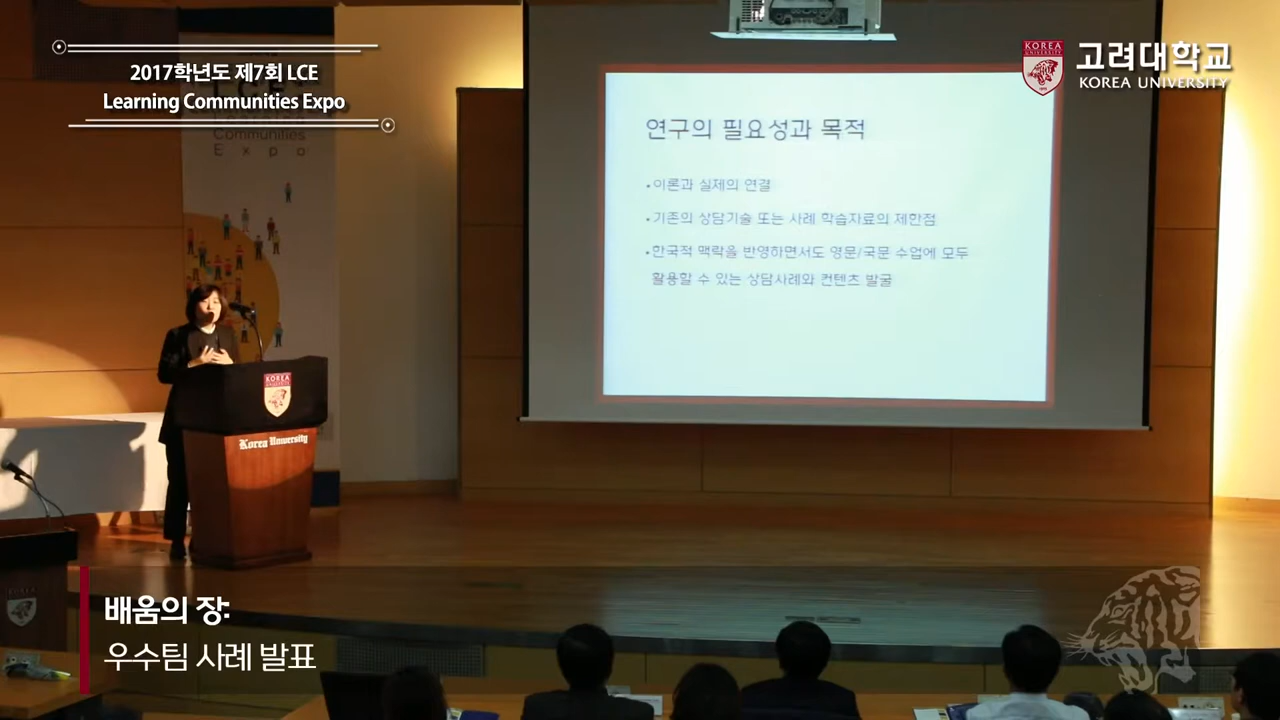 2017학년도 제7회 LCE
Learning Communities Expo
Communities
Expo
KOREA
UNIVERSITY
고려대학교
KOREA UNIVERSITY
연구의 필요성과 목적
•이론과 실제의 연결
•기존의 상담기술 또는 사례 학습자료의 제한점
•한국적 맥락을 반영하면서도 영문/국문 수업에 모두
활용할 수 있는 상담사례와 컨텐츠 발굴
KOREA
UNIVERSITY
Korea University
배움의 장:
우수팀 사례 발표